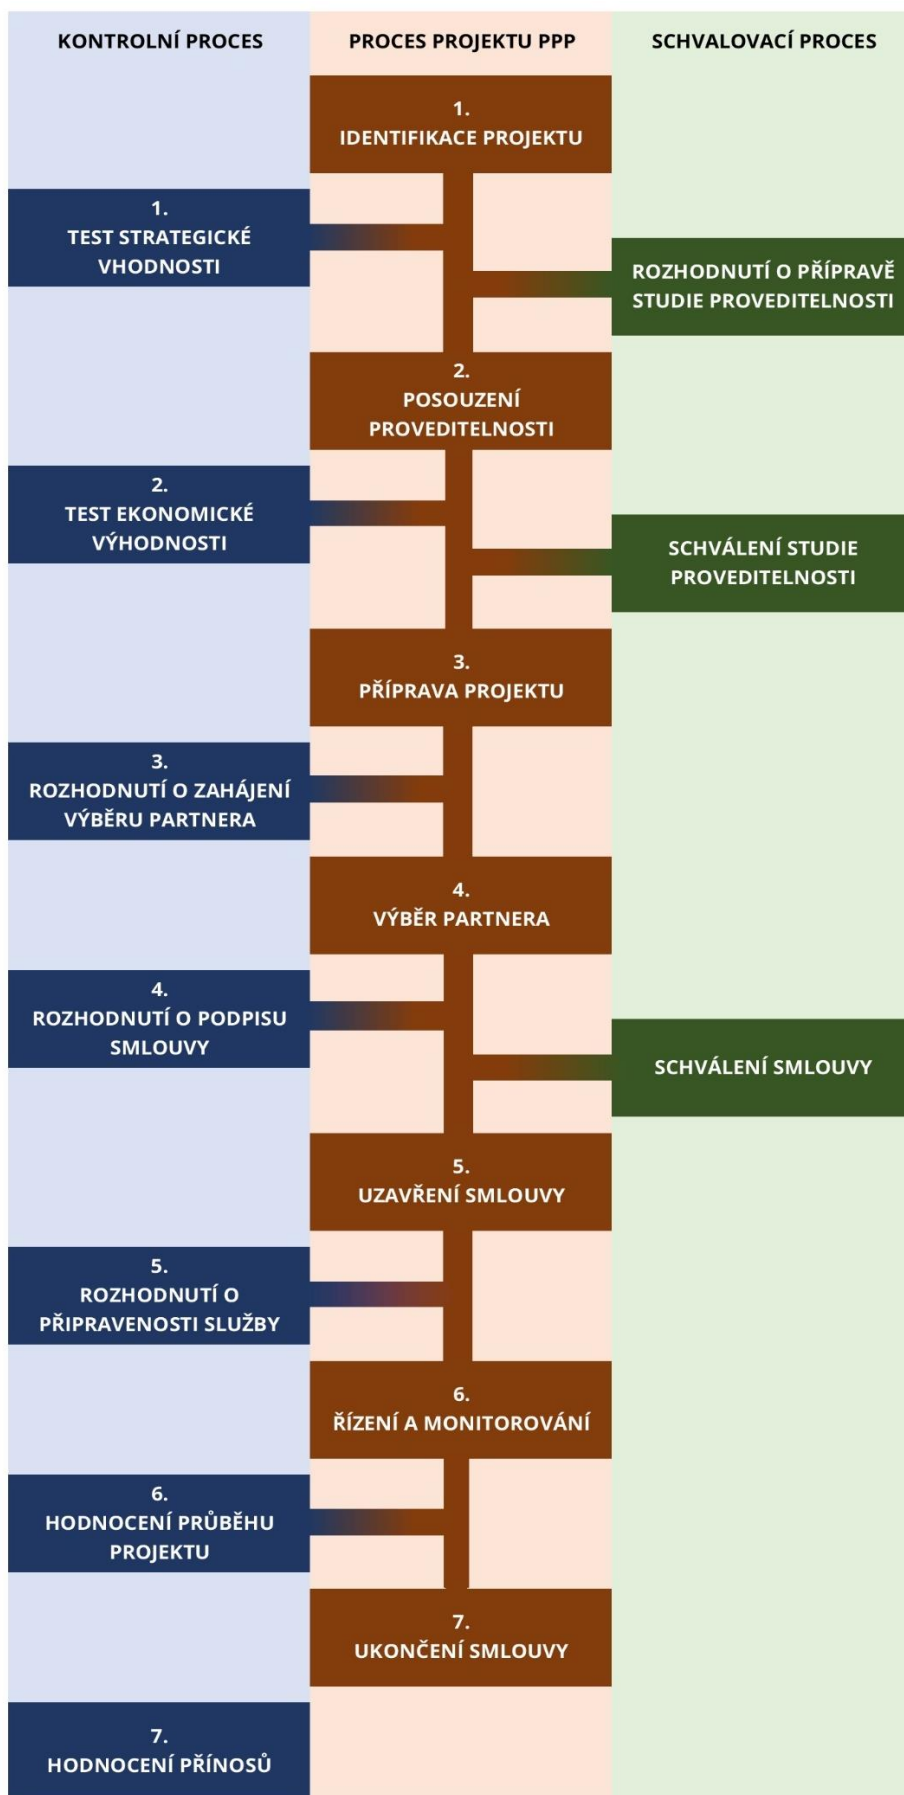 KONTROLNÍ PROCES
PROCES PROJEKTU PPP
SCHVALOVACÍ PROCES
1.
IDENTIFIKACE PROJEKTU
1.
TEST STRATEGICKÉ
VHODNOSTI
ROZHODNUTÍ O PŘÍPRAVĚ
STUDIE PROVEDITELNOSTI
2.
POSOUZENÍ
PROVEDITELNOSTI
2.
TEST EKONOMICKÉ
VÝHODNOSTI
SCHVÁLENÍ STUDIE
PROVEDITELNOSTI
3.
PŘÍPRAVA PROJEKTU
3.
ROZHODNUTÍ O ZAHÁJENÍ
VÝBĚRU PARTNERA
4.
VÝBĚR PARTNERA
4.
ROZHODNUTÍ O PODPISU
SMLOUVY
SCHVÁLENÍ SMLOUVY
5.
UZAVŘENÍ SMLOUVY
5.
ROZHODNUTÍ O
PŘIPRAVENOSTI SLUŽBY
6.
ŘÍZENÍ A MONITOROVÁNÍ
6.
HODNOCENÍ PRŮBĚHU
PROJEKTU
7.
UKONČENÍ SMLOUVY
7.
HODNOCENÍ PŘÍNOSŮ